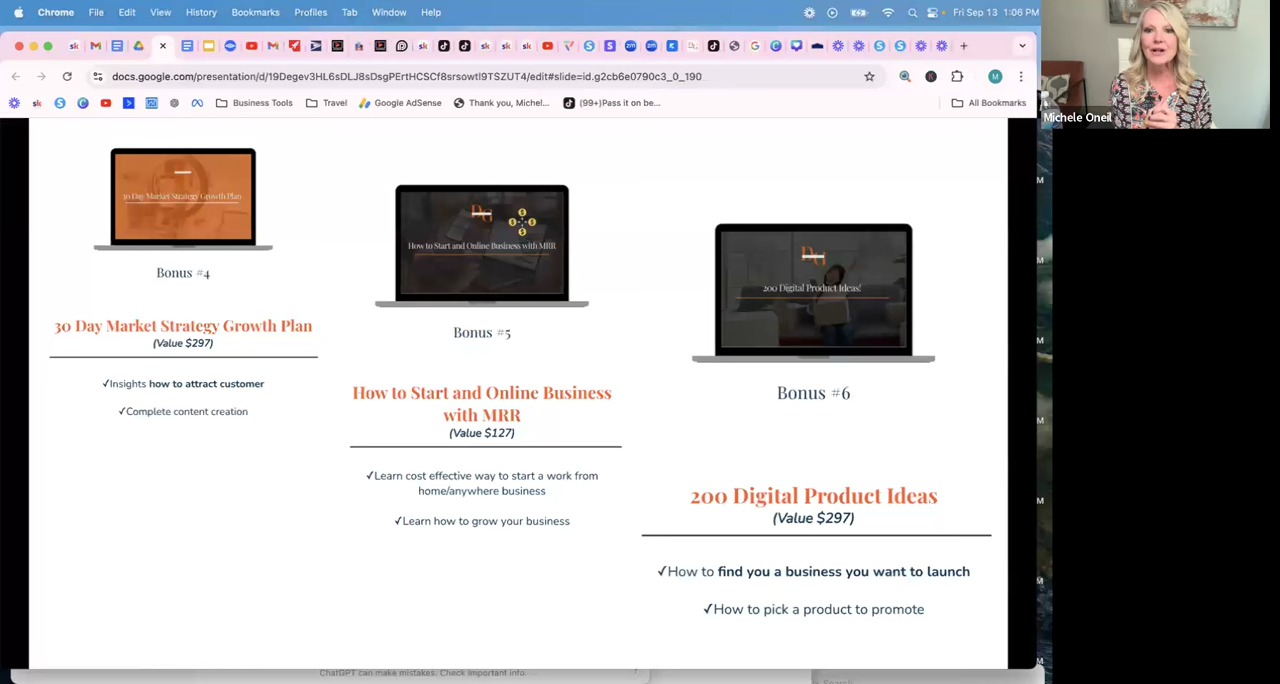 Chrome File Edit View History Bookmarks Profiles Tab Window Help
Fri Sep 13 1:06 PM
docs.google.com/presentation/d/19Degev3HL6sDLJ8sDsgPErtHCSCf8srsowtl9TSZUT4/edit#slide=id.g2cb6e0790c3_0_190
Business Tools Travel Google AdSense Thank you, Michel... (99+)Pass it on be... All Bookmarks
Michele Oneil
30 Day Market Strategy Growth Plan
Bonus #4
30 Day Market Strategy Growth Plan
(Value $297)
✓Insights how to attract customer
✓Complete content creation
How to Start and Online Business with MRR
Bonus #5
How to Start and Online Business
with MRR
(Value $127)
✓Learn cost effective way to start a work from
home/anywhere business
✓Learn how to grow your business
200 Digital Product Ideas!
Bonus #6
200 Digital Product Ideas
(Value $297)
✓How to find you a business you want to launch
✓How to pick a product to promote
ChatGPT can make mistakes. Check important info.
Search